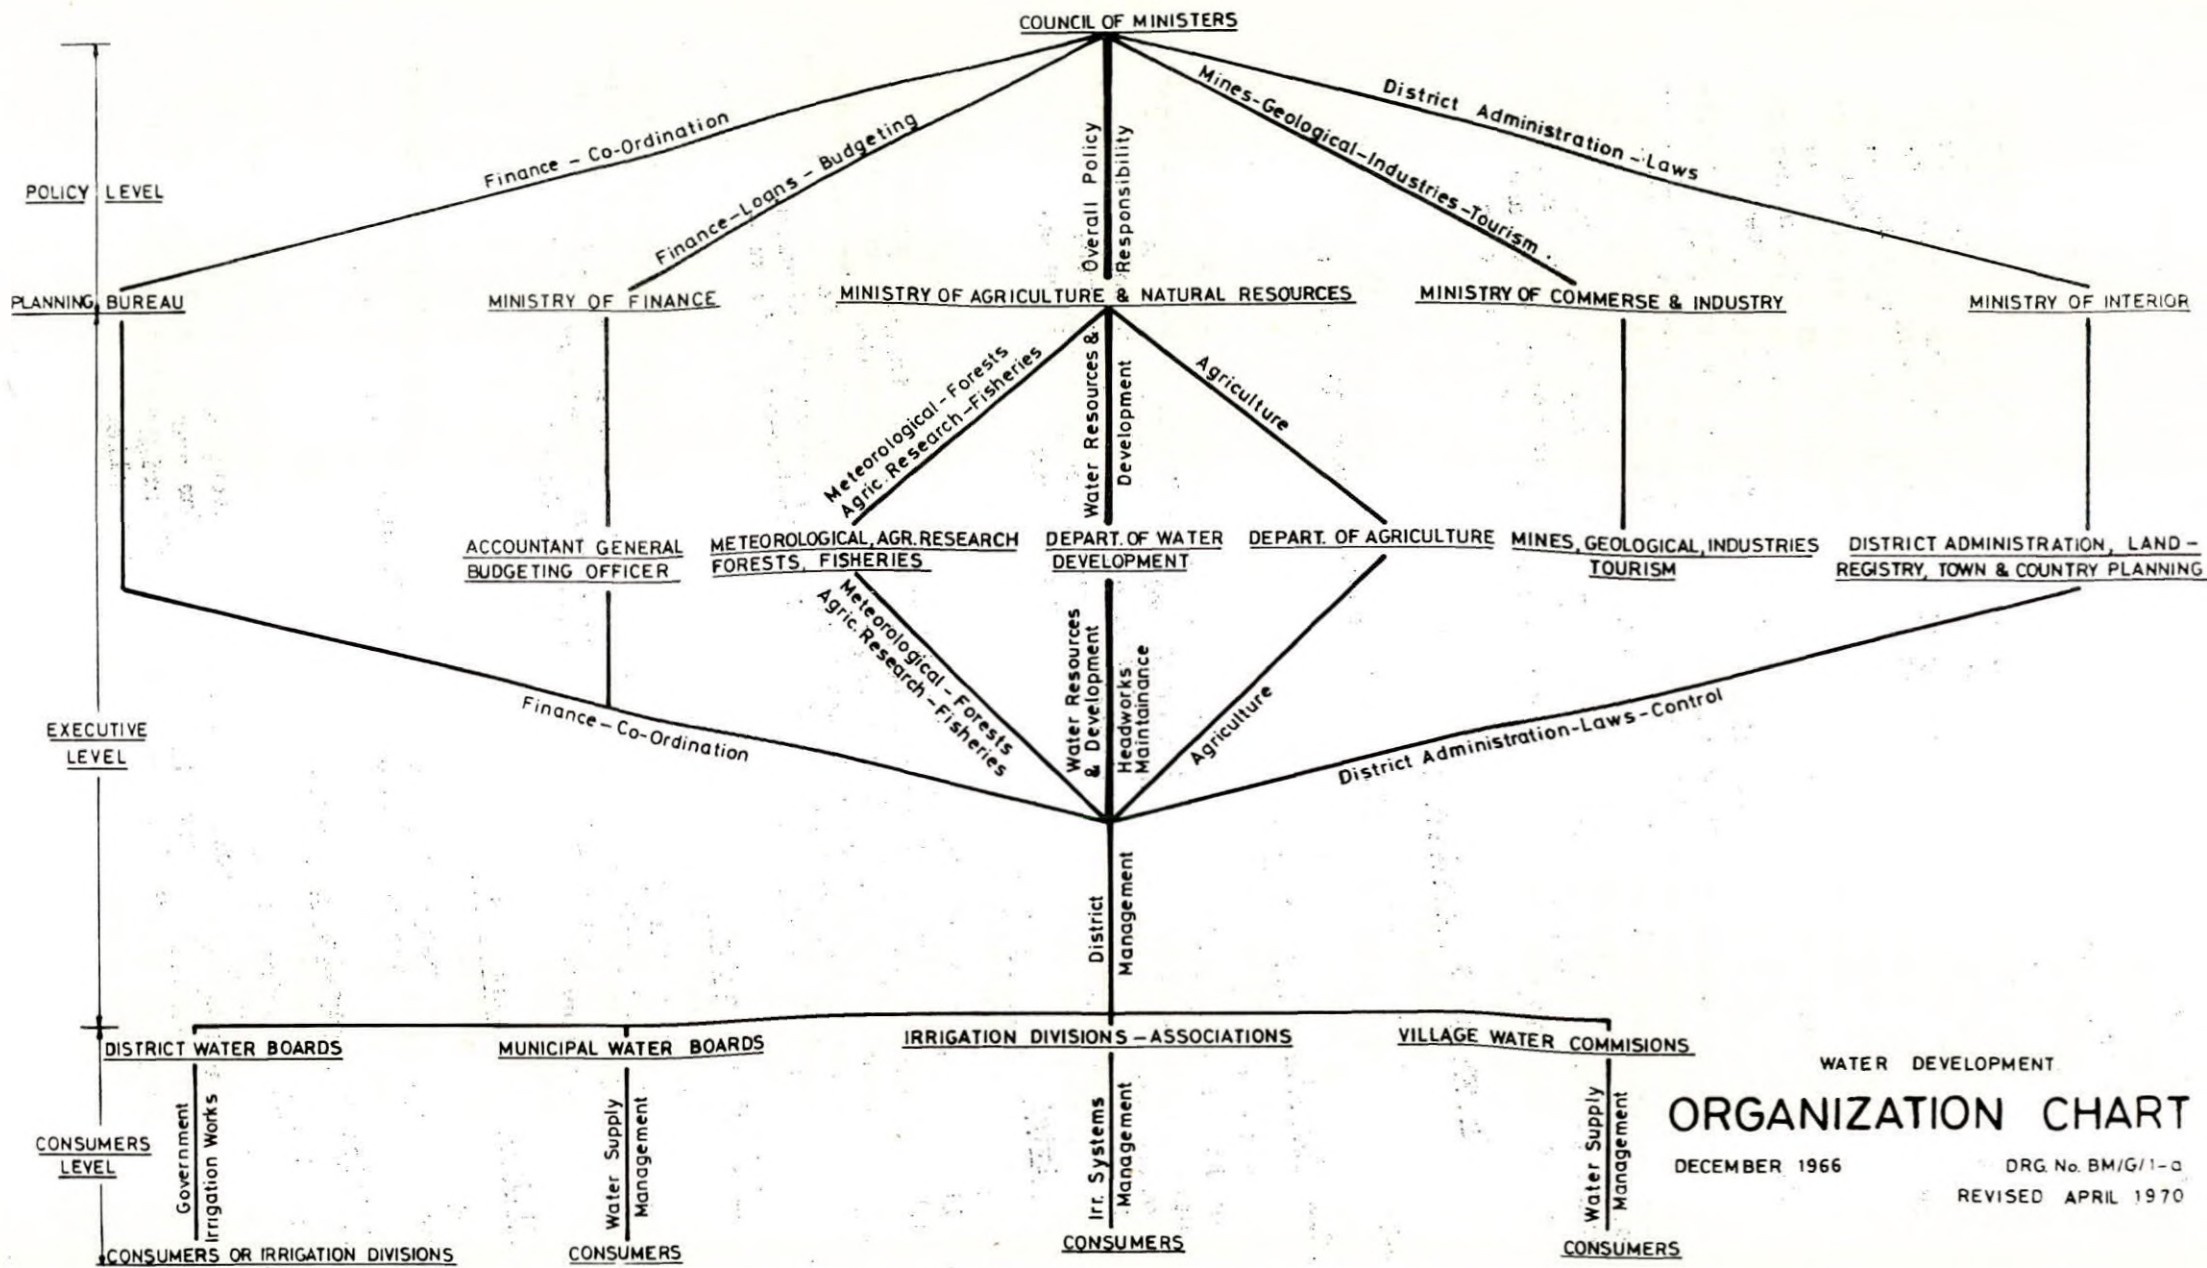 COUNCIL OF MINISTERS
Finance - Co-Ordination
Finance-Loans - Budgeting
Overall Policy
Responsibility
Mines-Geological-Industries-Tourism
District Administration - Laws
POLICY LEVEL
PLANNING BUREAU
MINISTRY OF FINANCE
MINISTRY OF AGRICULTURE & NATURAL RESOURCES
MINISTRY OF COMMERSE & INDUSTRY
MINISTRY OF INTERIOR
Meteorological - Forests
Agric. Research -Fisheries
Water Resources &
Development
Agriculture
ACCOUNTANT GENERAL
BUDGETING OFFICER
METEOROLOGICAL, AGR. RESEARCH
FORESTS, FISHERIES
DEPART. OF WATER
DEVELOPMENT
DEPART. OF AGRICULTURE
MINES, GEOLOGICAL, INDUSTRIES
TOURISM
DISTRICT ADMINISTRATION, LAND-
REGISTRY, TOWN & COUNTRY PLANNING
Finance - Co-Ordination
Meteorological - Forests
Agric. Research -Fisheries
Water Resources
& Development
Headworks
Maintainance
Agriculture
District Administration-Laws-Control
EXECUTIVE
LEVEL
District
Management
DISTRICT WATER BOARDS
MUNICIPAL WATER BOARDS
IRRIGATION DIVISIONS - ASSOCIATIONS
VILLAGE WATER COMMISIONS
CONSUMERS
LEVEL
Government
Irrigation Works
Water Supply
Management
Irr. Systems
Management
Water Supply
Management
CONSUMERS OR IRRIGATION DIVISIONS
CONSUMERS
CONSUMERS
CONSUMERS
WATER DEVELOPMENT
ORGANIZATION CHART
DECEMBER 1966
DRG. No. BM/G/1-a
REVISED APRIL 1970